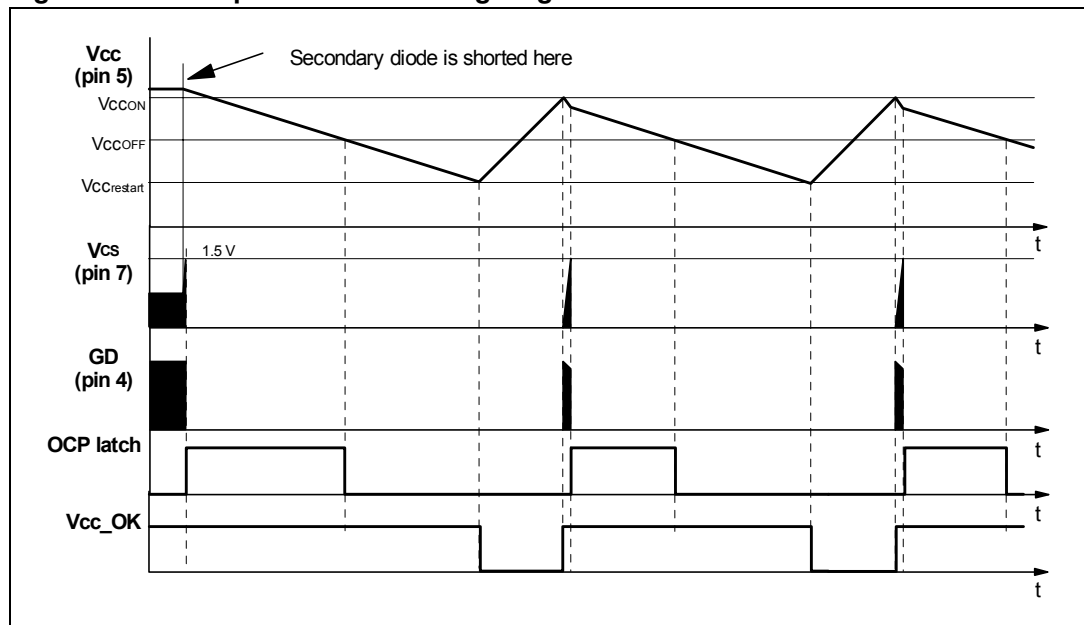 Vcc
(pin 5)
Secondary diode is shorted here
VccON
VccOFF
Vccrestart
t
Vcs
(pin 7)
1.5 V
t
GD
(pin 4)
t
OCP latch
t
Vcc_OK
t